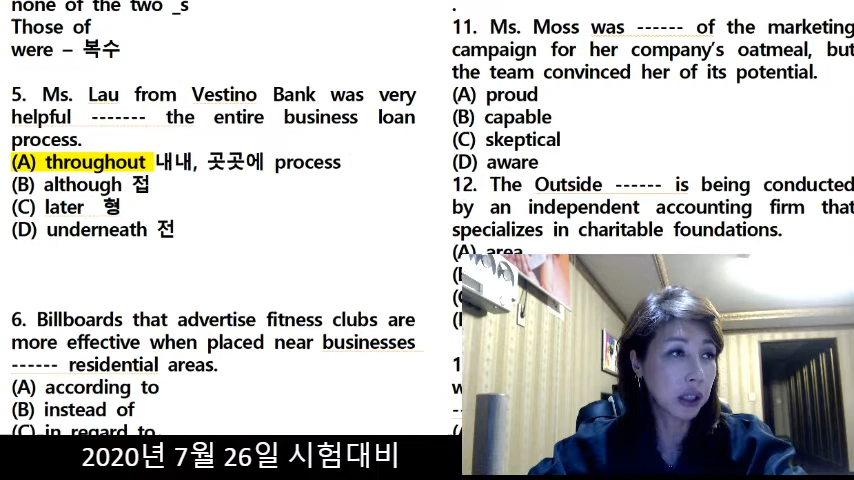 none of the two _s
Those of
were – 복수
5. Ms. Lau from Vestino Bank was very
helpful ------- the entire business loan
process.
(A) throughout 내내, 곳곳에 process
(B) although 접
(C) later 형
(D) underneath 전
6. Billboards that advertise fitness clubs are
more effective when placed near businesses
------ residential areas.
(A) according to
(B) instead of
(C) in regard to
.
11. Ms. Moss was ------ of the marketing
campaign for her company's oatmeal, but
the team convinced her of its potential.
(A) proud
(B) capable
(C) skeptical
(D) aware
12. The Outside ------ is being conducted
by an independent accounting firm that
specializes in charitable foundations.
(A) area
2020년 7월 26일 시험대비